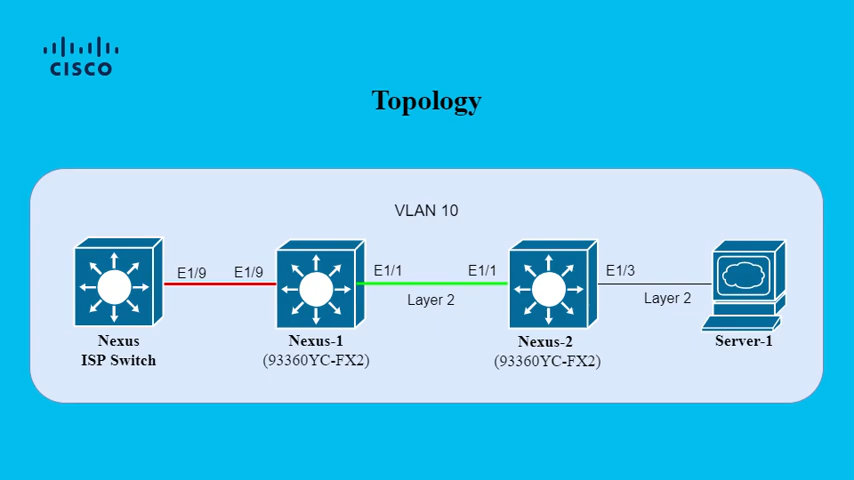 CISCO
Topology
VLAN 10
E1/9
E1/9
E1/1
E1/1
E1/3
Layer 2
Layer 2
Nexus
ISP Switch
Nexus-1
(93360YC-FX2)
Nexus-2
(93360YC-FX2)
Server-1